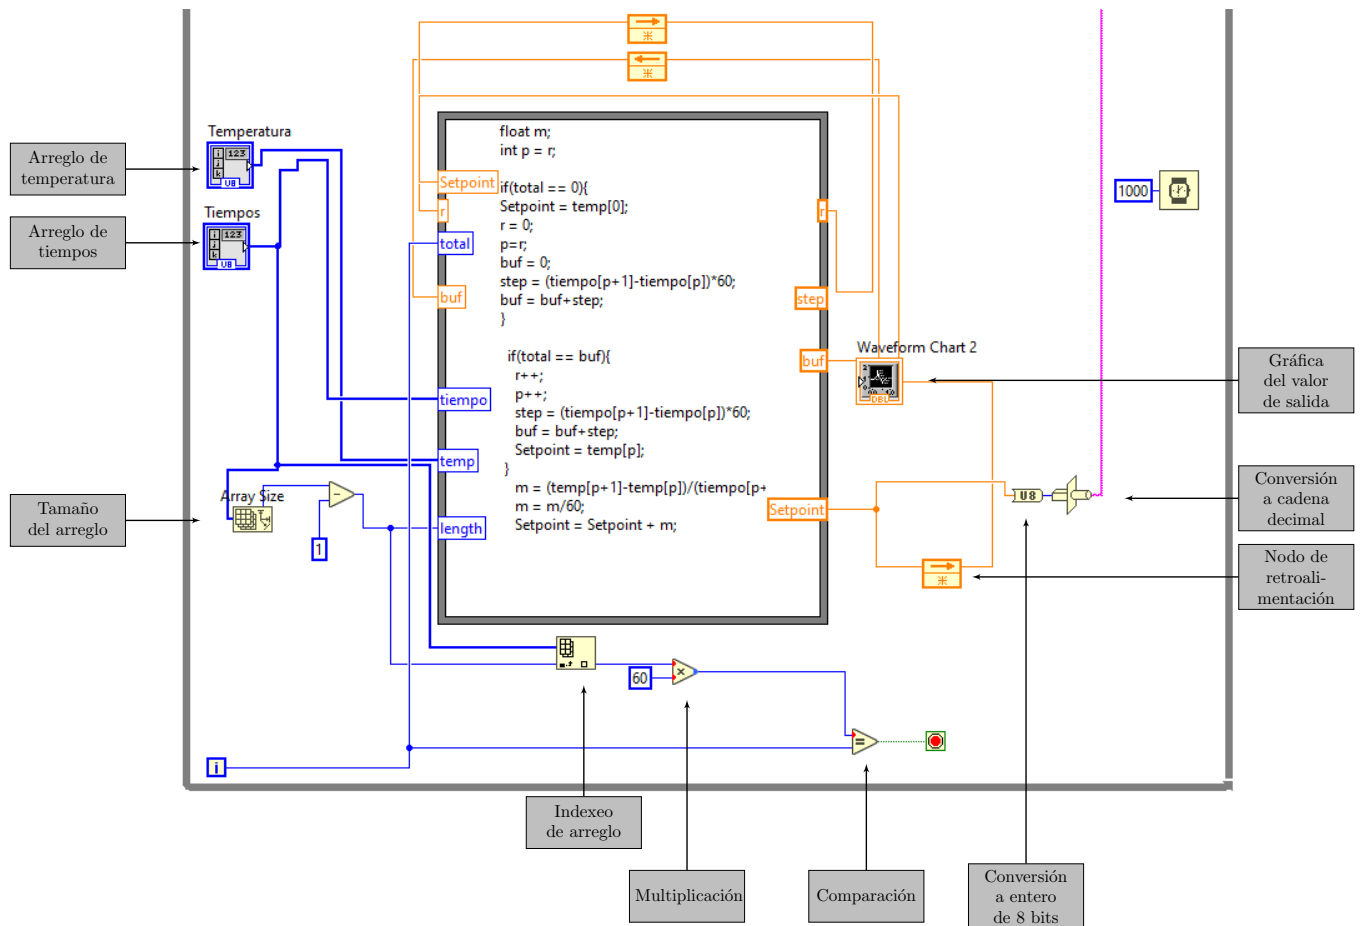 Temperatura
123
U8
Arreglo de
temperatura
Tiempos
123
U8
Arreglo de
tiempos
Array Size
1
Tamaño
del arreglo
Setpoint
r
total
buf
tiempo
temp
length
float m;
int p = r;
if(total == 0){
Setpoint = temp[0];
r = 0;
p=r;
buf = 0;
step = (tiempo[p+1]-tiempo[p])*60;
buf = buf+step;
}
if(total == buf){
r++;
p++;
step = (tiempo[p+1]-tiempo[p])*60;
buf = buf+step;
Setpoint = temp[p];
}
m = (temp[p+1]-temp[p])/(tiempo[p+
m = m/60;
Setpoint = Setpoint + m;
r
step
buf
Setpoint
Waveform Chart 2
DBL
1000
Gráfica
del valor
de salida
U8
Conversión
a cadena
decimal
Nodo de
retroali-
mentación
60
i
Indexeo
de arreglo
Multiplicación
Comparación
Conversión
a entero
de 8 bits